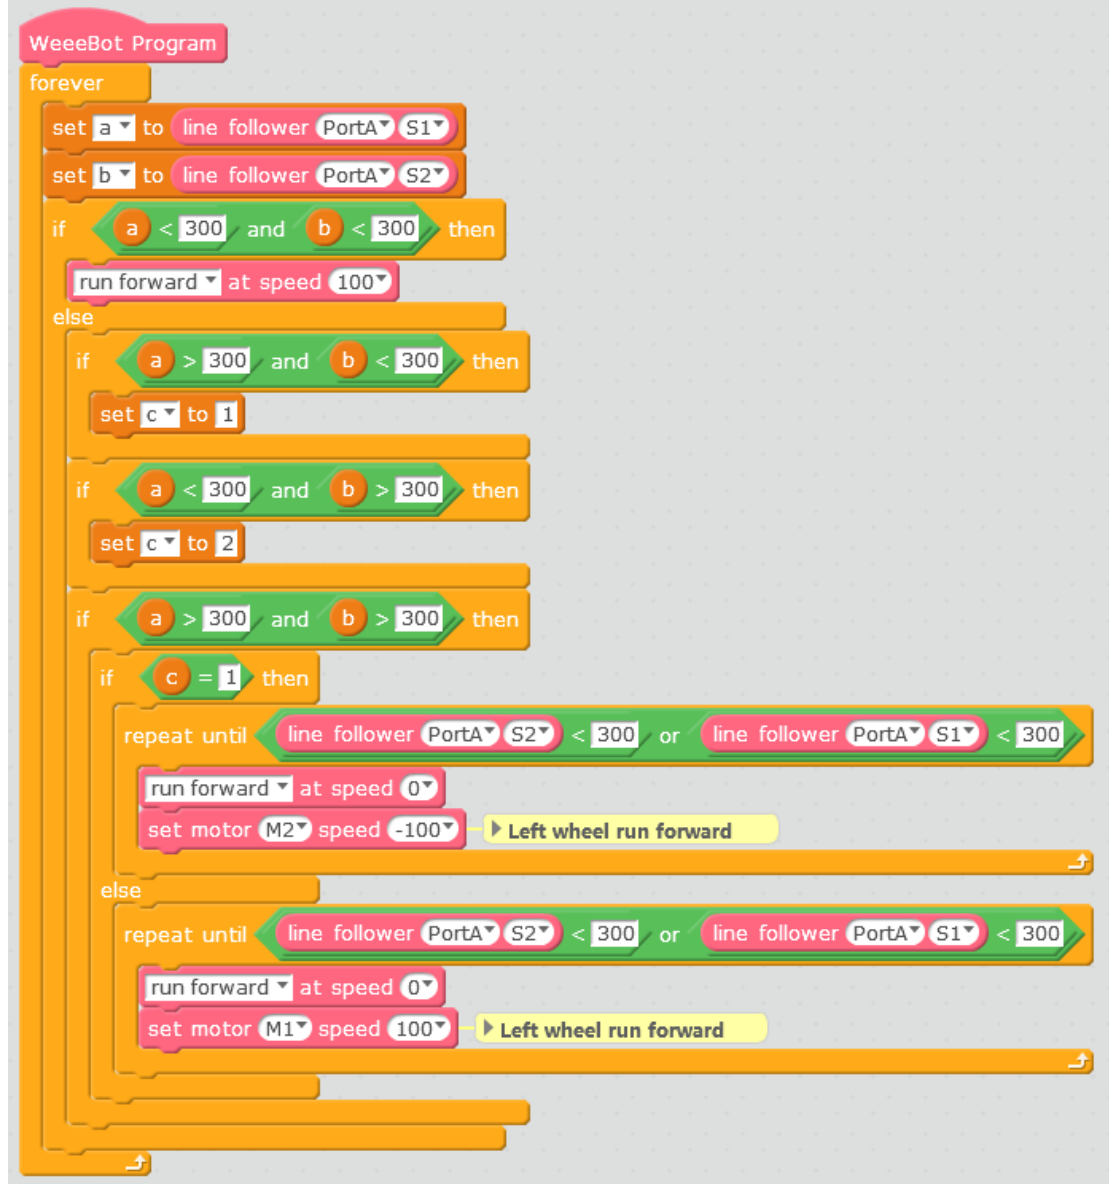 WeeeBot Program
forever
set a to line follower PortA S1
set b to line follower PortA S2
if a < 300 and b < 300 then
run forward at speed 100
else
if a > 300 and b < 300 then
set c to 1
if a < 300 and b > 300 then
set c to 2
if a > 300 and b > 300 then
if c = 1 then
repeat until line follower PortA S2 < 300 or line follower PortA S1 < 300
run forward at speed 0
set motor M2 speed -100 Left wheel run forward
else
repeat until line follower PortA S2 < 300 or line follower PortA S1 < 300
run forward at speed 0
set motor M1 speed 100 Left wheel run forward